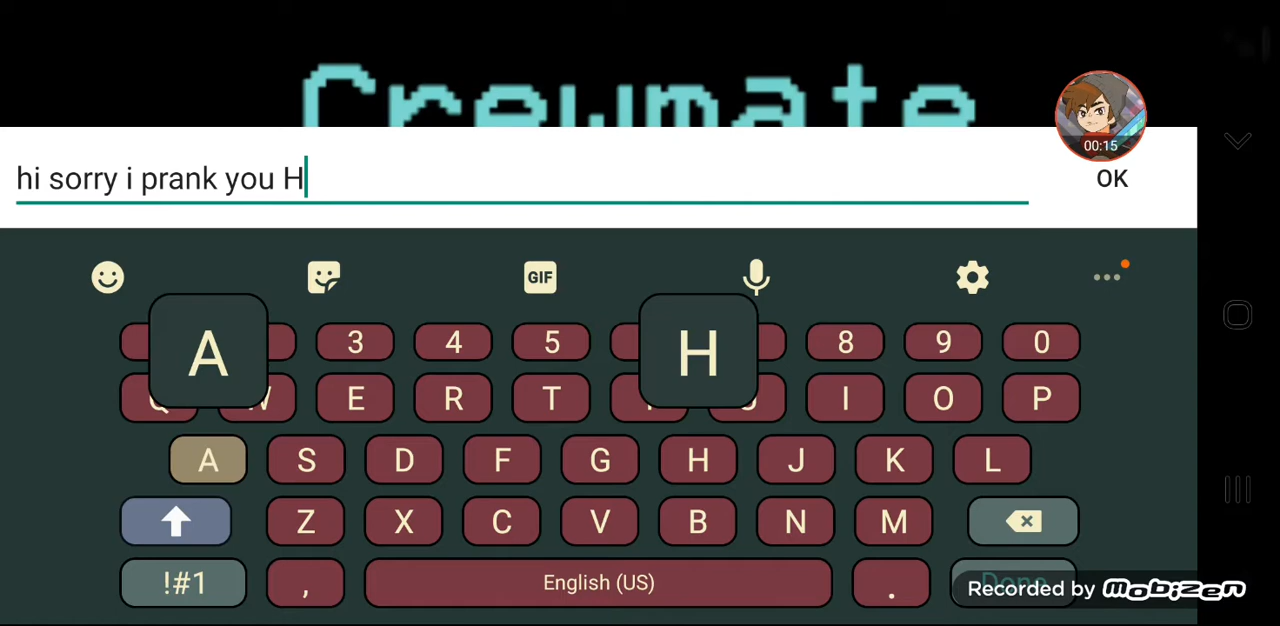 Crewmate
00:15
hi sorry i prank you H
OK
GIF
A H
3 4 5 8 9 0
E R T I O P
A S D F G H J K L
Z X C V B N M
!#1 , English (US) . Done
Recorded by mobizen